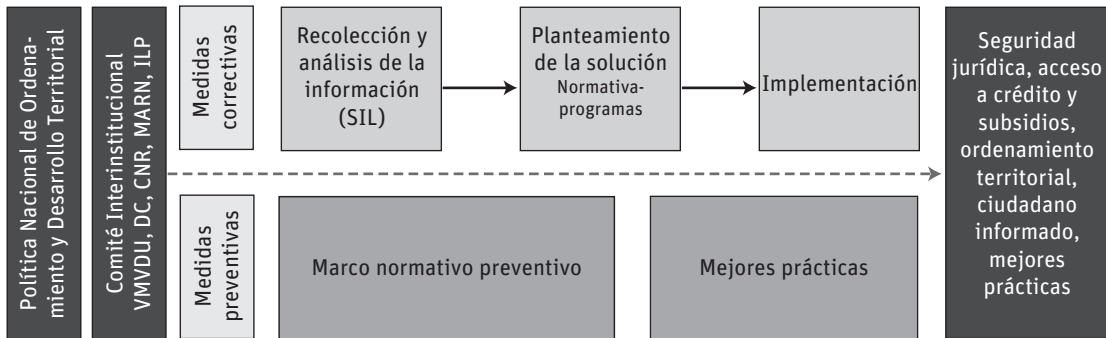 Política Nacional de Ordena-
miento y Desarrollo Territorial
Comité Interinstitucional
VMVDU, DC, CNR, MARN, ILP
Medidas
correctivas
Recolección y
análisis de la
información
(SIL)
Planteamiento
de la solución
Normativa-
programas
Implementación
Medidas
preventivas
Marco normativo preventivo
Mejores prácticas
Seguridad
jurídica, acceso
a crédito y
subsidios,
ordenamiento
territorial,
ciudadano
informado,
mejores
prácticas